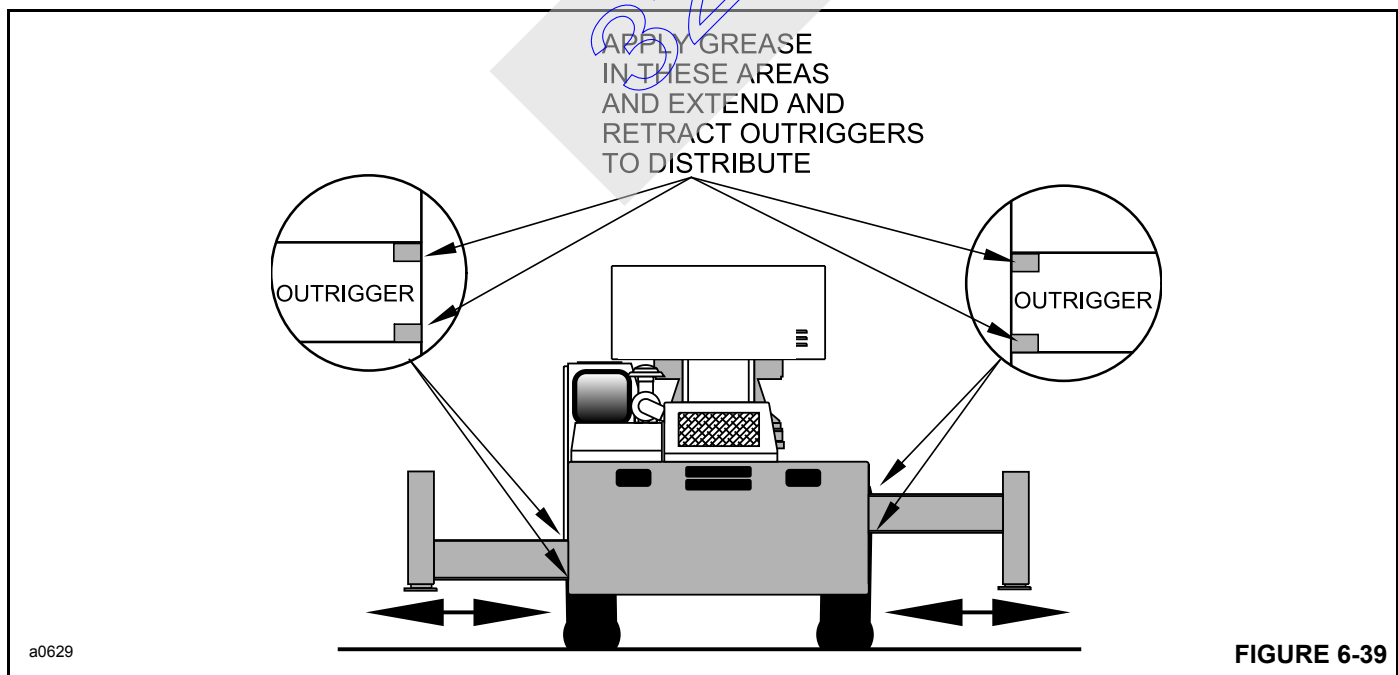 APPLY GREASE
IN THESE AREAS
AND EXTEND AND
RETRACT OUTRIGGERS
TO DISTRIBUTE
OUTRIGGER
OUTRIGGER
a0629
FIGURE 6-39